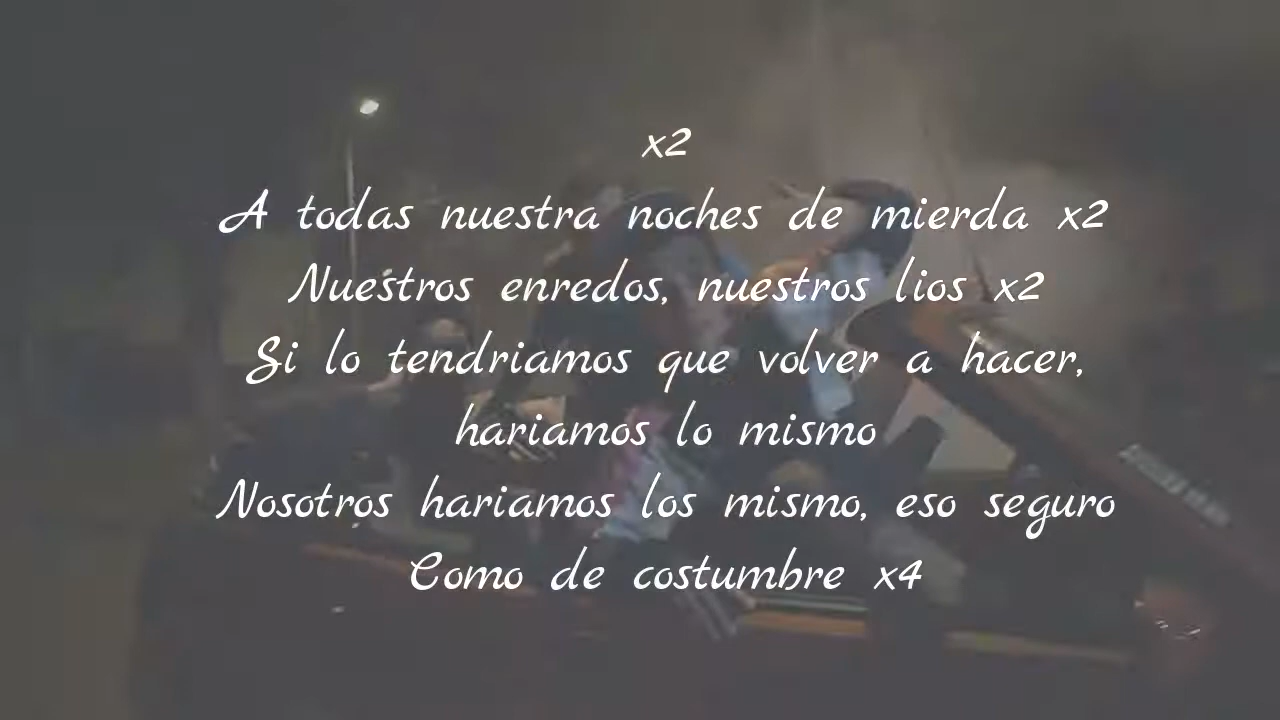 x2
A todas nuestra noches de mierda x2
Nuestros enredos, nuestros lios x2
Si lo tendriamos que volver a hacer,
hariamos lo mismo
Nosotros hariamos los mismo, eso seguro
Como de costumbre x4